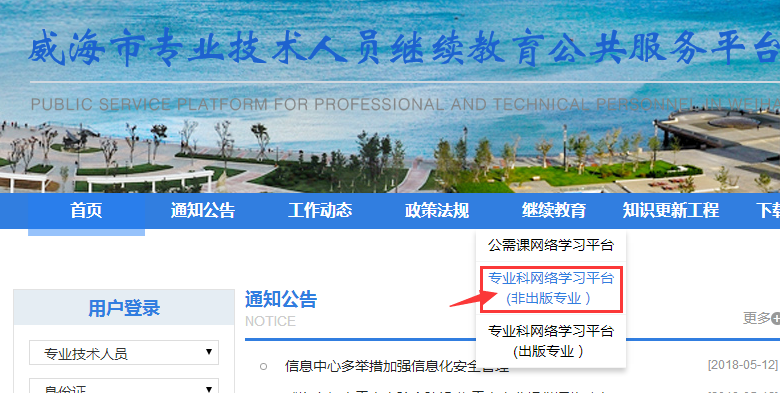 威海市专业技术人员继续教育公共服务平台
PUBLIC SERVICE PLATFORM FOR PROFESSIONAL AND TECHNICAL PERSONNEL IN WEIHAI
首页 通知公告 工作动态 政策法规 继续教育 知识更新工程 下载
公需课网络学习平台
专业科网络学习平台
(非出版专业 )
专业科网络学习平台
(出版专业 )
用户登录
专业技术人员
身份证
通知公告
NOTICE
更多
信息中心多举措加强信息化安全管理 [2018-05-12]